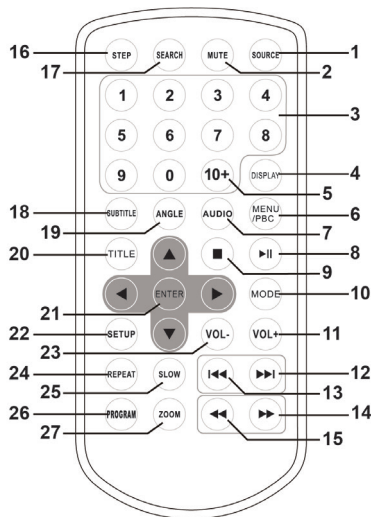 16 STEP SEARCH MUTE SOURCE 1
17 2
1 2 3 4
3
5 6 7 8
9 0 10+ DISPLAY 4
5
18 SUBTITLE ANGLE AUDIO MENU /PBC 6
19 7
20 TITLE 8
9
21 ENTER MODE 10
22 SETUP VOL- VOL+ 11
23
24 REPEAT SLOW 12
25 13
26 PROGRAM ZOOM 14
27 15